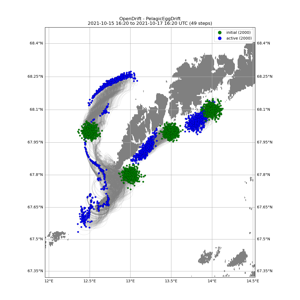 OpenDrift - PelagicEggDrift
2021-10-15 16:20 to 2021-10-17 16:20 UTC (49 steps)
initial (2000)
active (2000)
68.4°N 68.4°N
68.25°N 68.25°N
68.1°N 68.1°N
67.95°N 67.95°N
67.8°N 67.8°N
67.65°N 67.65°N
67.5°N 67.5°N
67.35°N 67.35°N
12°E 12.5°E 13°E 13.5°E 14°E 14.5°E